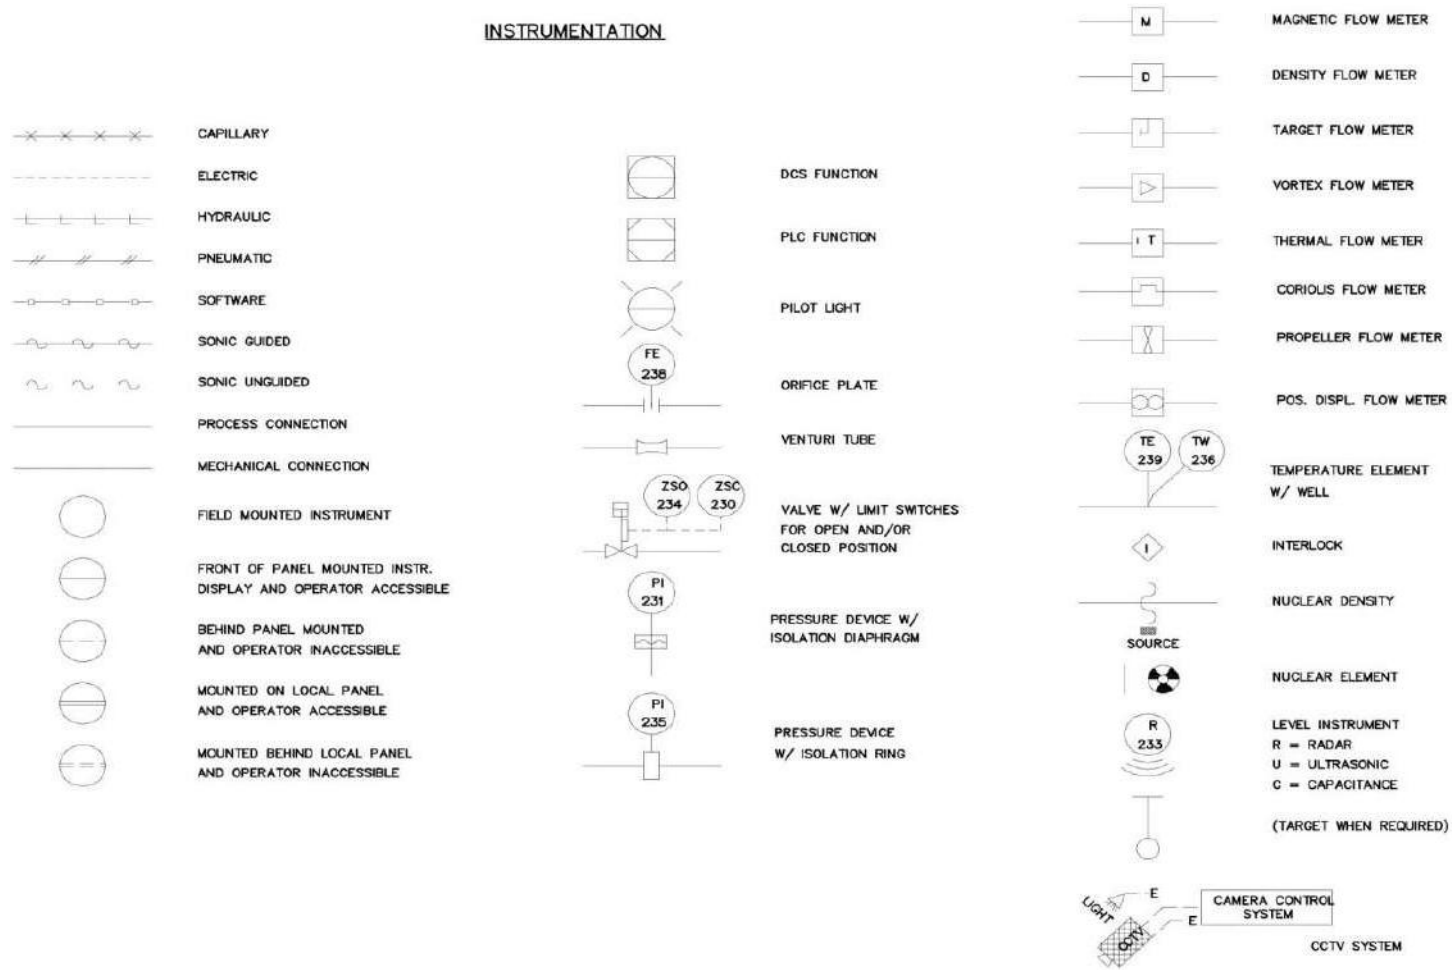 INSTRUMENTATION
CAPILLARY
ELECTRIC
HYDRAULIC
PNEUMATIC
SOFTWARE
SONIC GUIDED
SONIC UNGUIDED
PROCESS CONNECTION
MECHANICAL CONNECTION
FIELD MOUNTED INSTRUMENT
FRONT OF PANEL MOUNTED INSTR.
DISPLAY AND OPERATOR ACCESSIBLE
BEHIND PANEL MOUNTED
AND OPERATOR INACCESSIBLE
MOUNTED ON LOCAL PANEL
AND OPERATOR ACCESSIBLE
MOUNTED BEHIND LOCAL PANEL
AND OPERATOR INACCESSIBLE
DCS FUNCTION
PLC FUNCTION
PILOT LIGHT
FE
238
ORIFICE PLATE
VENTURI TUBE
ZSO
234
ZSC
230
VALVE W/ LIMIT SWITCHES
FOR OPEN AND/OR
CLOSED POSITION
PI
231
PRESSURE DEVICE W/
ISOLATION DIAPHRAGM
PI
235
PRESSURE DEVICE
W/ ISOLATION RING
M
MAGNETIC FLOW METER
D
DENSITY FLOW METER
TARGET FLOW METER
VORTEX FLOW METER
I T
THERMAL FLOW METER
CORIOLIS FLOW METER
PROPELLER FLOW METER
POS. DISPL. FLOW METER
TE
239
TW
236
TEMPERATURE ELEMENT
W/ WELL
I
INTERLOCK
NUCLEAR DENSITY
SOURCE
NUCLEAR ELEMENT
R
233
LEVEL INSTRUMENT
R = RADAR
U = ULTRASONIC
C = CAPACITANCE
(TARGET WHEN REQUIRED)
LIGHT
E
CCTV
E
CAMERA CONTROL
SYSTEM
CCTV SYSTEM